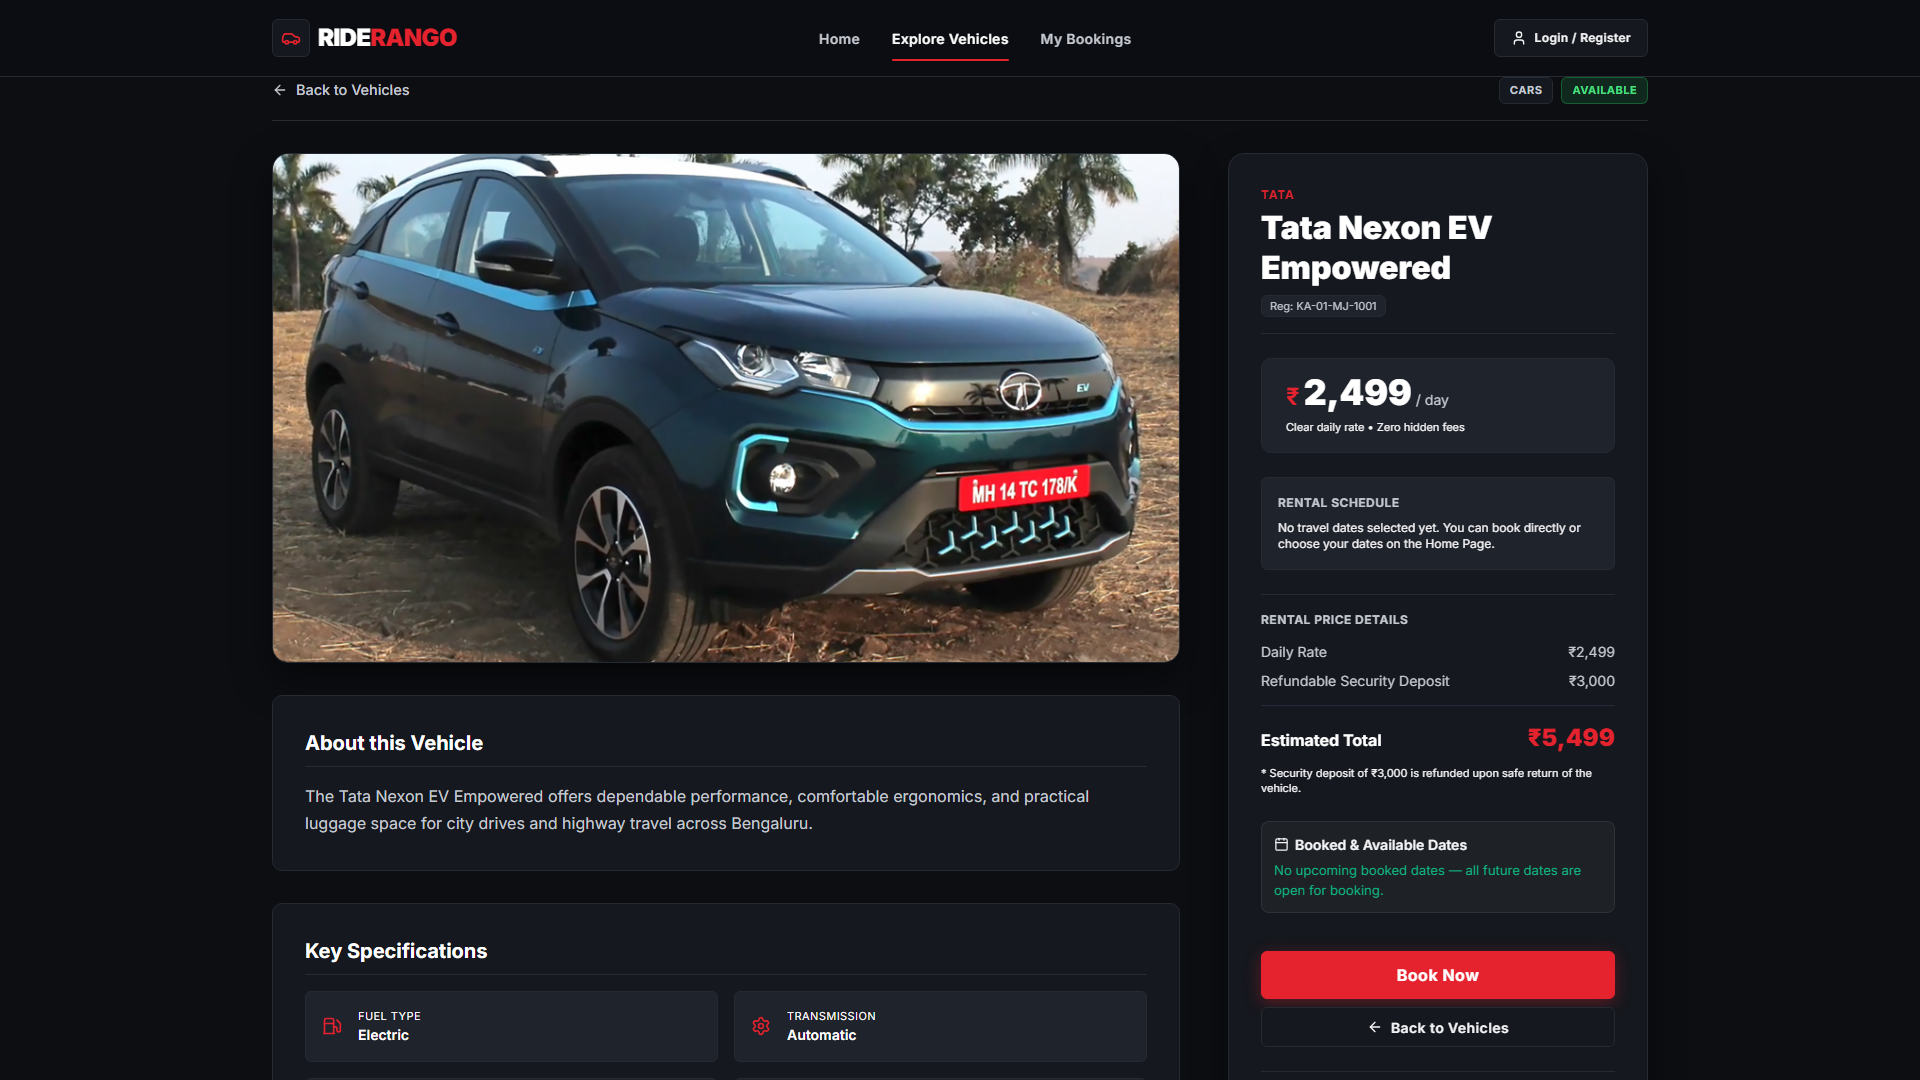 RIDERANGO
Home
Explore Vehicles
My Bookings
Login / Register
Back to Vehicles
CARS
AVAILABLE
EV
MH 14 TC 178/K
TATA
Tata Nexon EV
Empowered
Reg: KA-01-MJ-1001
₹2,499 / day
Clear daily rate • Zero hidden fees
RENTAL SCHEDULE
No travel dates selected yet. You can book directly or
choose your dates on the Home Page.
RENTAL PRICE DETAILS
Daily Rate ₹2,499
Refundable Security Deposit ₹3,000
Estimated Total ₹5,499
* Security deposit of ₹3,000 is refunded upon safe return of the
vehicle.
Booked & Available Dates
No upcoming booked dates — all future dates are
open for booking.
Book Now
Back to Vehicles
About this Vehicle
The Tata Nexon EV Empowered offers dependable performance, comfortable ergonomics, and practical
luggage space for city drives and highway travel across Bengaluru.
Key Specifications
FUEL TYPE
Electric
TRANSMISSION
Automatic